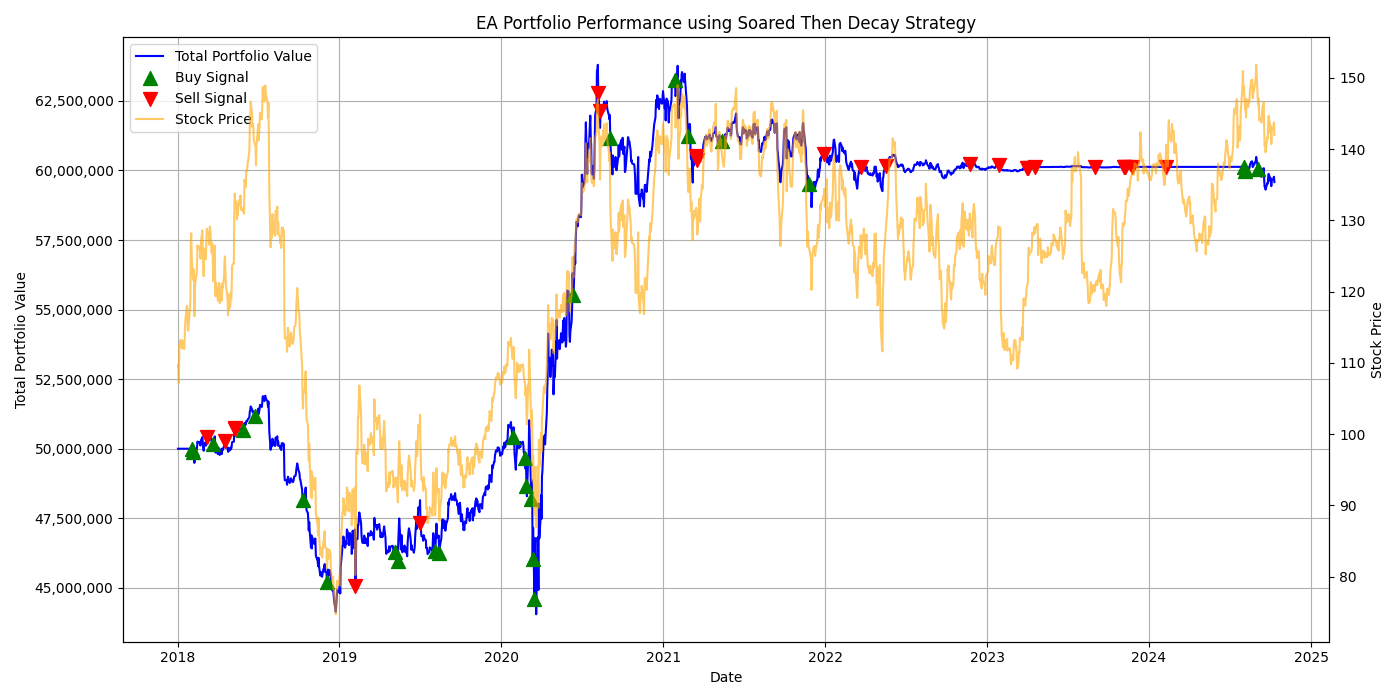 EA Portfolio Performance using Soared Then Decay Strategy
Total Portfolio Value
Buy Signal
Sell Signal
Stock Price
62,500,000
60,000,000
57,500,000
55,000,000
52,500,000
50,000,000
47,500,000
45,000,000
Total Portfolio Value
150
140
130
120
110
100
90
80
Stock Price
2018 2019 2020 2021 2022 2023 2024 2025
Date